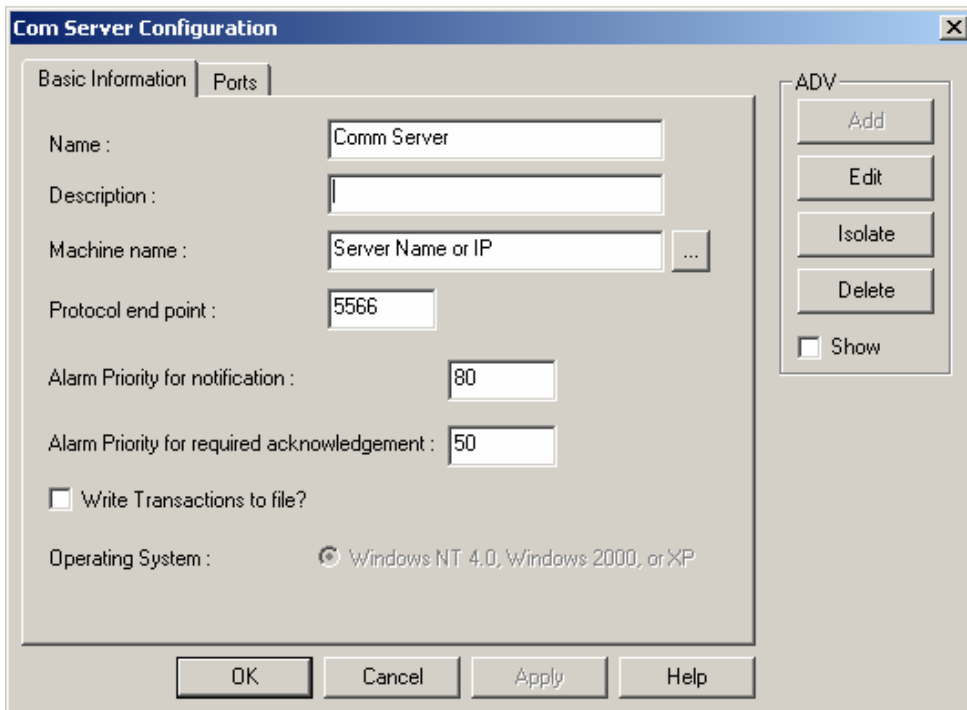 Com Server Configuration
Basic Information Ports
ADV
Name : Comm Server
Add
Description :
Edit
Machine name : Server Name or IP ...
Isolate
Protocol end point : 5566
Delete
Show
Alarm Priority for notification : 80
Alarm Priority for required acknowledgement : 50
Write Transactions to file?
Operating System : Windows NT 4.0, Windows 2000, or XP
OK Cancel Apply Help